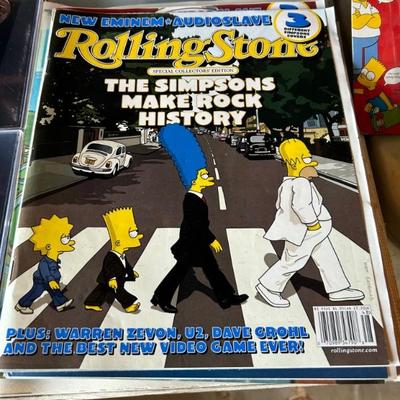 NEW EMINEM ★ AUDIOSLAVE
3
DIFFERENT
SIMPSONS
COVERS
Rolling Stone
SPECIAL COLLECTORS' EDITION
THE SIMPSONS
MAKE ROCK
HISTORY
PLUS: WARREN ZEVON, U2, DAVE GROHL
AND THE BEST NEW VIDEO GAME EVER!
rollingstone.com